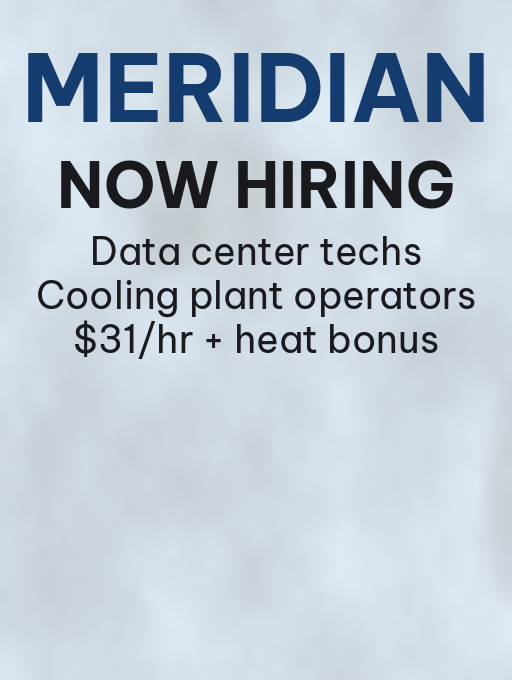 MERIDIAN
NOW HIRING
Data center techs
Cooling plant operators
$31/hr + heat bonus